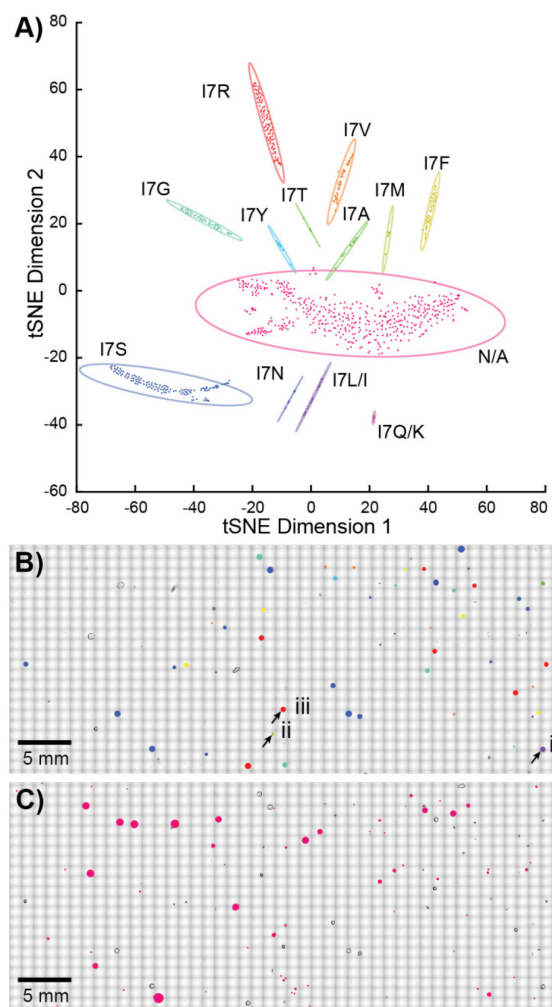 A)
80
60
40
20
0
-20
-40
-60
tSNE Dimension 2
I7R
I7V
I7F
I7G
I7T
I7M
I7Y
I7A
N/A
I7S
I7N
I7L/I
I7Q/K
-80 -60 -40 -20 0 20 40 60 80
tSNE Dimension 1
B)
iii
ii
i
5 mm
C)
5 mm